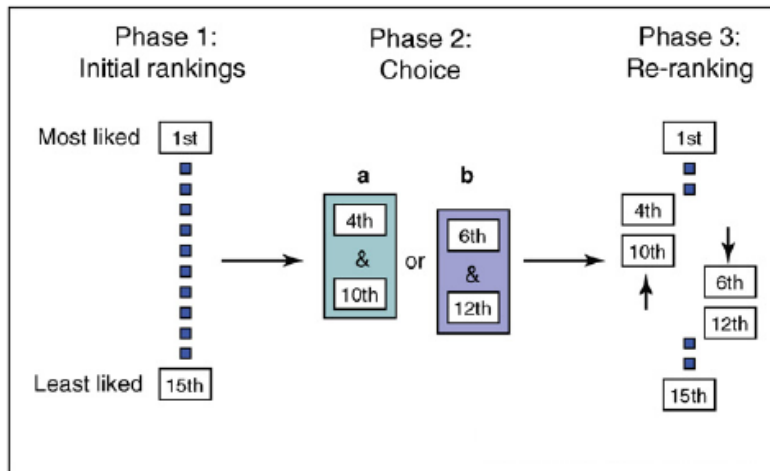 Phase 1:
Initial rankings
Phase 2:
Choice
Phase 3:
Re-ranking
Most liked
1st
Least liked
15th
a
4th
&
10th
or
b
6th
&
12th
1st
4th
10th
6th
12th
15th